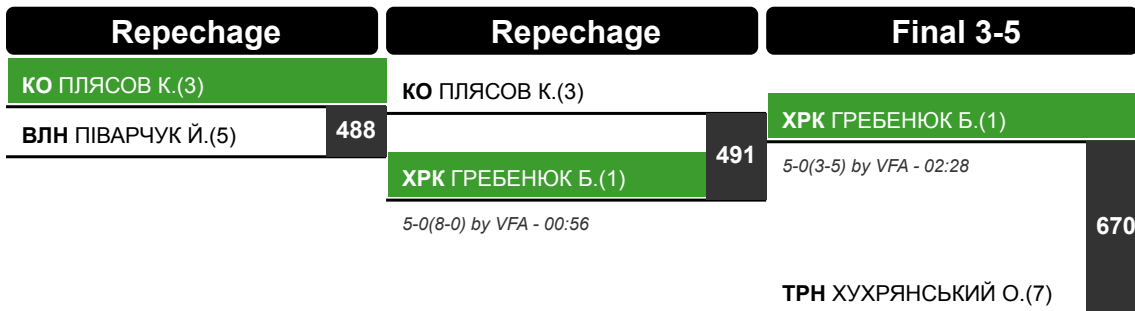 Repechage
Repechage
Final 3-5
КО ПЛЯСОВ К.(3)
ВЛН ПІВАРЧУК Й.(5)
488
КО ПЛЯСОВ К.(3)
ХРК ГРЕБЕНЮК Б.(1)
491
5-0(8-0) by VFA - 00:56
ХРК ГРЕБЕНЮК Б.(1)
5-0(3-5) by VFA - 02:28
670
ТРН ХУХРЯНСЬКИЙ О.(7)